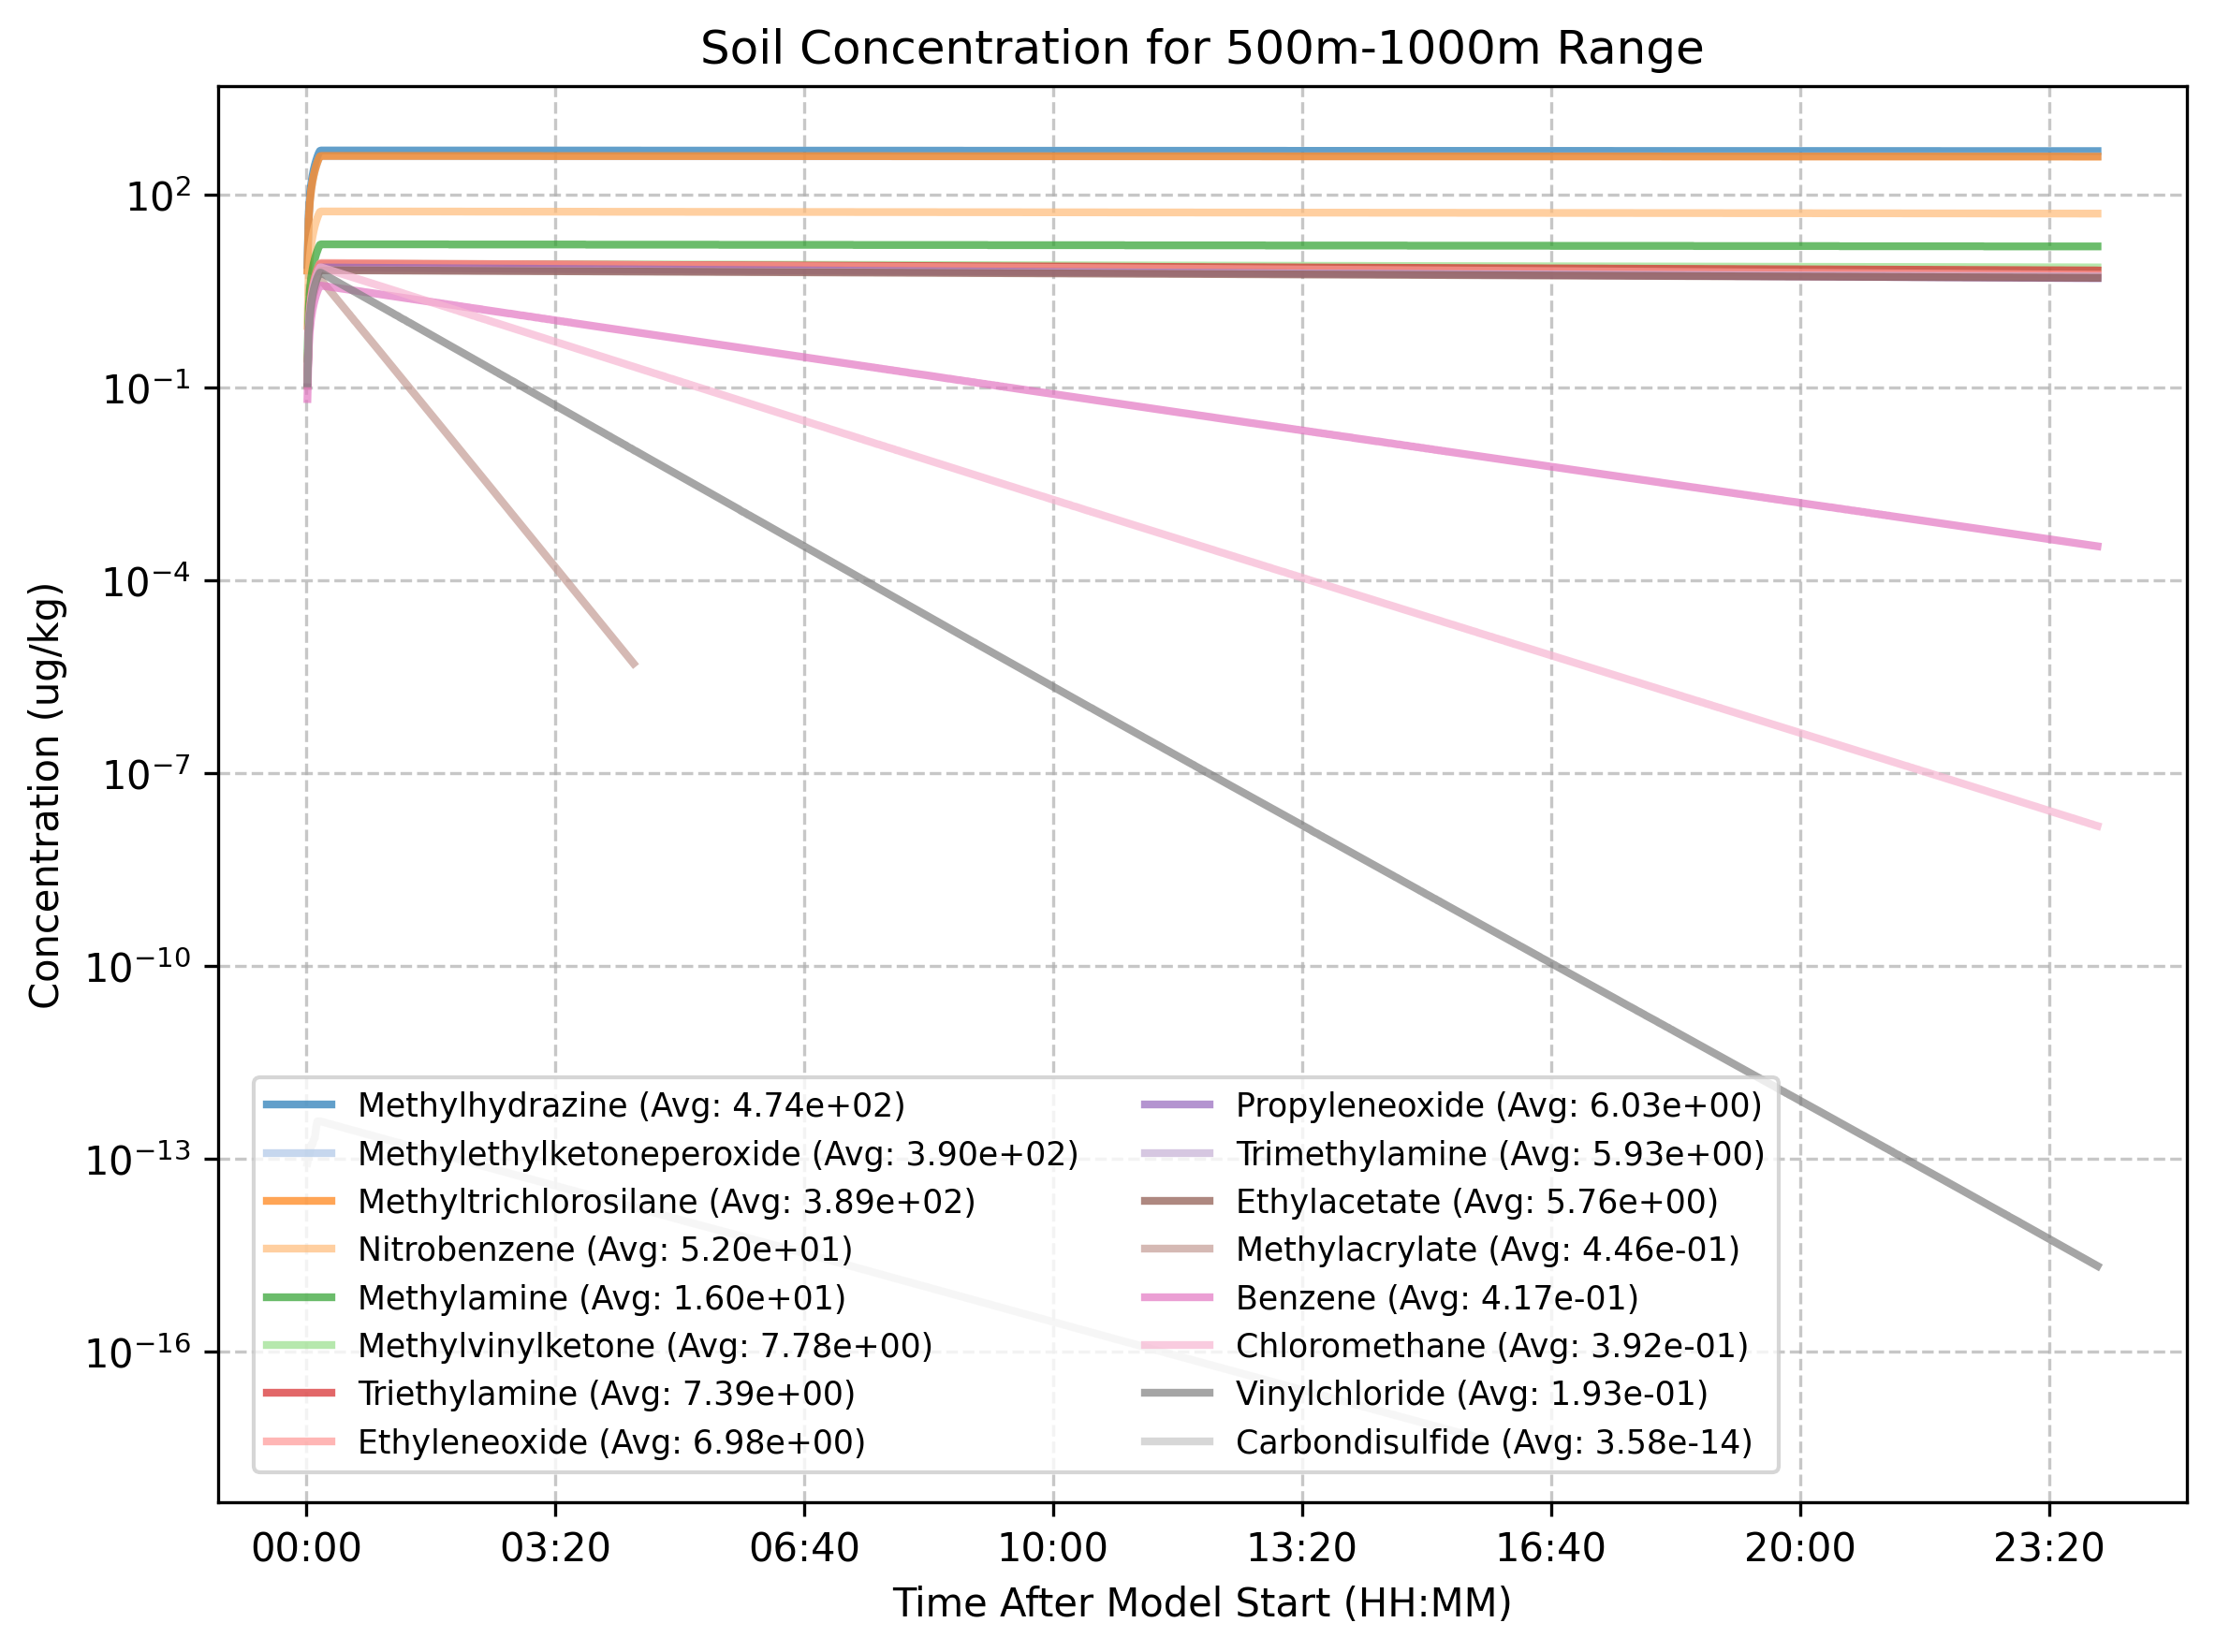 Soil Concentration for 500m-1000m Range
Concentration (ug/kg)
10²
10⁻¹
10⁻⁴
10⁻⁷
10⁻¹⁰
10⁻¹³
10⁻¹⁶
Methylhydrazine (Avg: 4.74e+02)
Methylethylketoneperoxide (Avg: 3.90e+02)
Methyltrichlorosilane (Avg: 3.89e+02)
Nitrobenzene (Avg: 5.20e+01)
Methylamine (Avg: 1.60e+01)
Methylvinylketone (Avg: 7.78e+00)
Triethylamine (Avg: 7.39e+00)
Ethyleneoxide (Avg: 6.98e+00)
Propyleneoxide (Avg: 6.03e+00)
Trimethylamine (Avg: 5.93e+00)
Ethylacetate (Avg: 5.76e+00)
Methylacrylate (Avg: 4.46e-01)
Benzene (Avg: 4.17e-01)
Chloromethane (Avg: 3.92e-01)
Vinylchloride (Avg: 1.93e-01)
Carbondisulfide (Avg: 3.58e-14)
00:00 03:20 06:40 10:00 13:20 16:40 20:00 23:20
Time After Model Start (HH:MM)